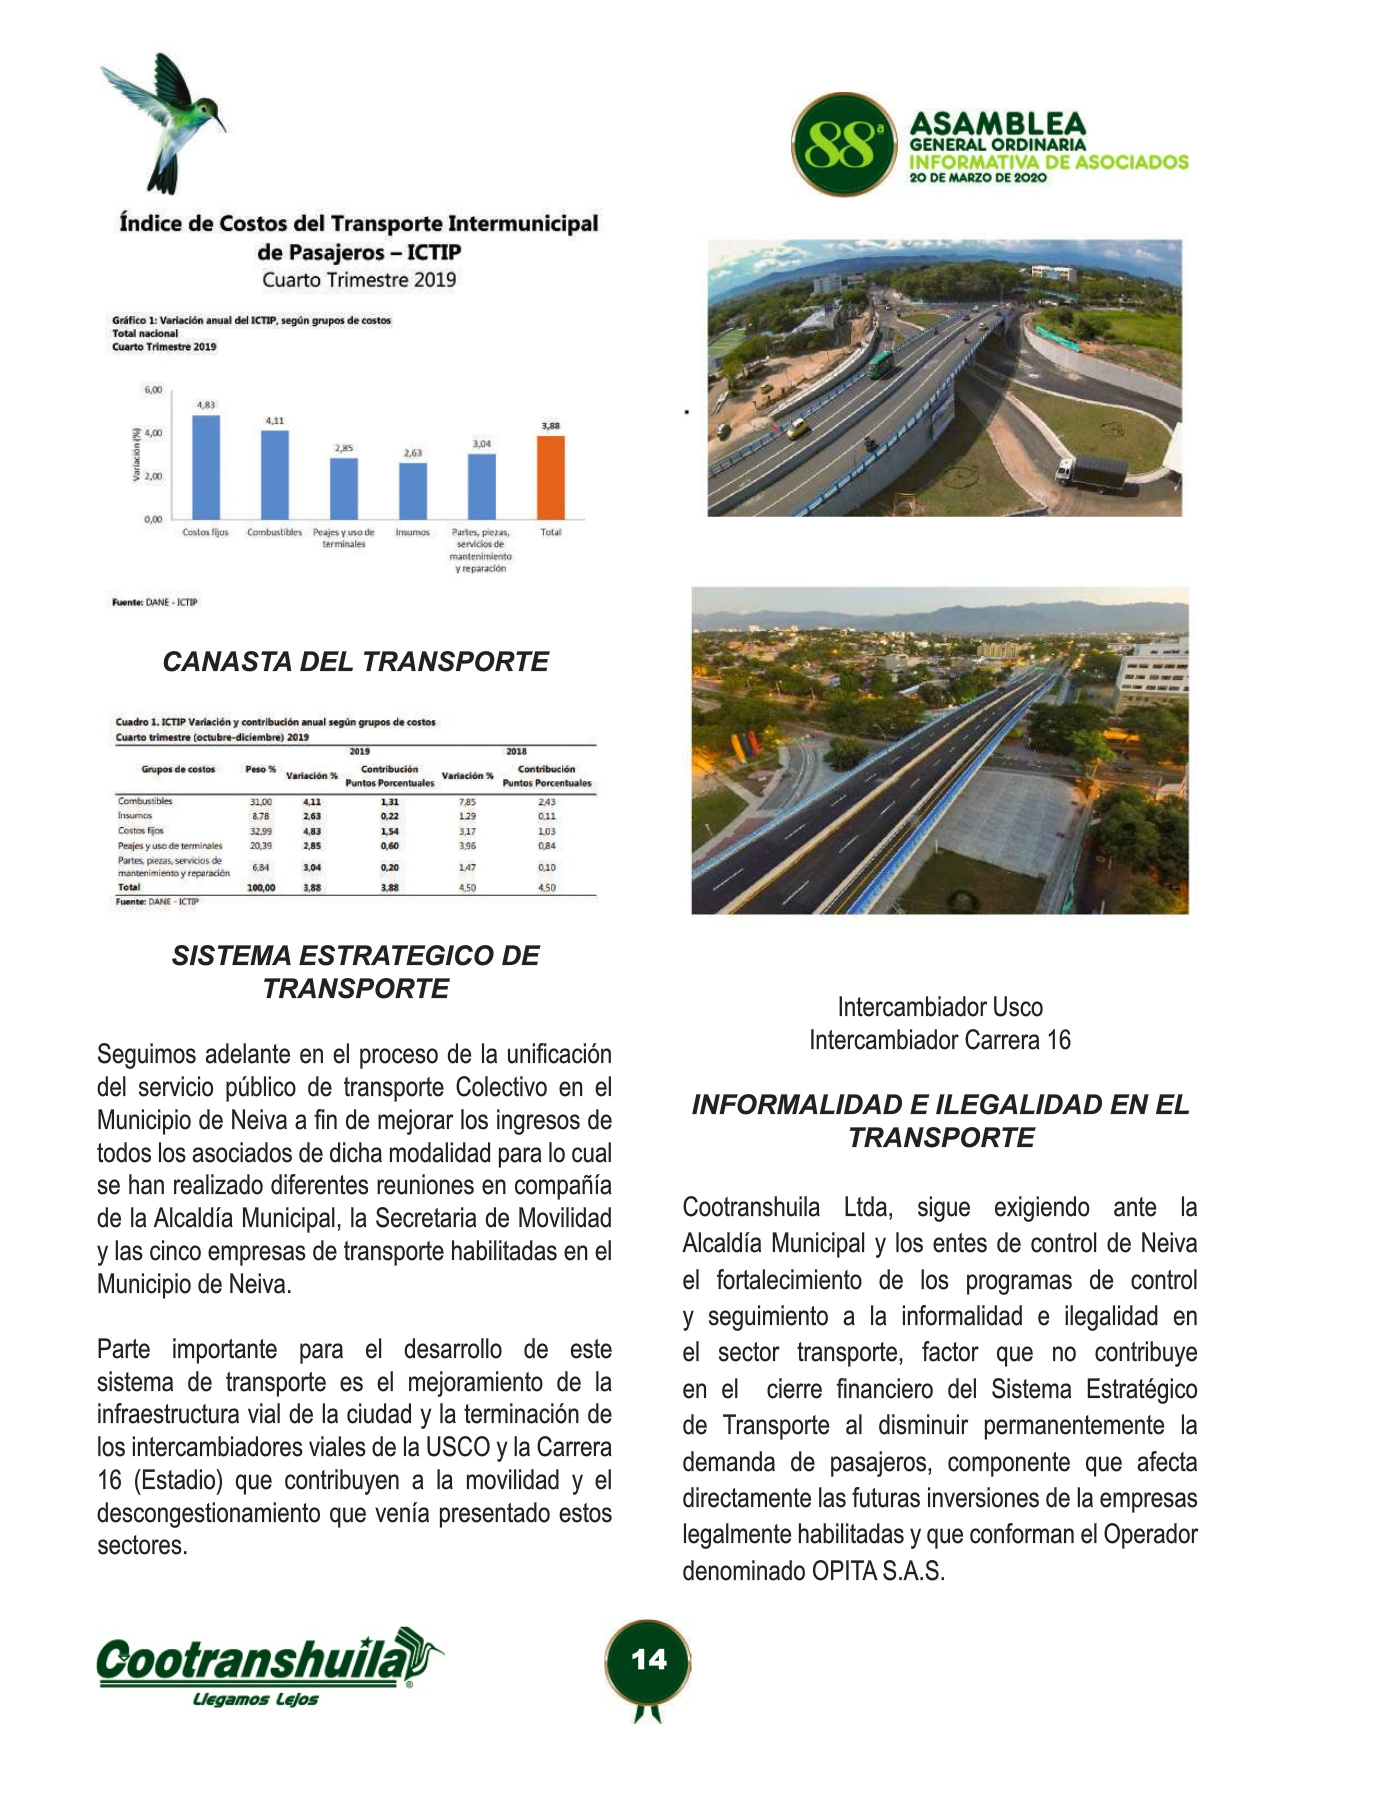 88ª
ASAMBLEA
GENERAL ORDINARIA
INFORMATIVA DE ASOCIADOS
20 DE MARZO DE 2020
Índice de Costos del Transporte Intermunicipal
de Pasajeros – ICTIP
Cuarto Trimestre 2019
Gráfico 1: Variación anual del ICTIP, según grupos de costos
Total nacional
Cuarto Trimestre 2019
Variación (%)
6,00
4,00
2,00
0,00
4,83
4,11
2,85
2,63
3,04
3,88
Costos fijos
Combustibles
Peajes y uso de
terminales
Insumos
Partes, piezas,
servicios de
mantenimiento
y reparación
Total
Fuente: DANE - ICTIP
CANASTA DEL TRANSPORTE
Cuadro 1. ICTIP Variación y contribución anual según grupos de costos
Cuarto trimestre (octubre-diciembre) 2019
2019 2018
Grupos de costos Peso % Variación % Contribución Puntos Porcentuales Variación % Contribución Puntos Porcentuales
Combustibles 31,00 4,11 1,31 7,85 2,43
Insumos 8,78 2,63 0,22 1,29 0,11
Costos fijos 32,99 4,83 1,54 3,17 1,03
Peajes y uso de terminales 20,39 2,85 0,60 3,96 0,84
Partes, piezas, servicios de
mantenimiento y reparación 6,84 3,04 0,20 1,47 0,10
Total 100,00 3,88 3,88 4,50 4,50
Fuente: DANE - ICTIP
SISTEMA ESTRATEGICO DE
TRANSPORTE
Seguimos adelante en el proceso de la unificación
del servicio público de transporte Colectivo en el
Municipio de Neiva a fin de mejorar los ingresos de
todos los asociados de dicha modalidad para lo cual
se han realizado diferentes reuniones en compañía
de la Alcaldía Municipal, la Secretaria de Movilidad
y las cinco empresas de transporte habilitadas en el
Municipio de Neiva.
Parte importante para el desarrollo de este
sistema de transporte es el mejoramiento de la
infraestructura vial de la ciudad y la terminación de
los intercambiadores viales de la USCO y la Carrera
16 (Estadio) que contribuyen a la movilidad y el
descongestionamiento que venía presentado estos
sectores.
Intercambiador Usco
Intercambiador Carrera 16
INFORMALIDAD E ILEGALIDAD EN EL
TRANSPORTE
Cootranshuila Ltda, sigue exigiendo ante la
Alcaldía Municipal y los entes de control de Neiva
el fortalecimiento de los programas de control
y seguimiento a la informalidad e ilegalidad en
el sector transporte, factor que no contribuye
en el cierre financiero del Sistema Estratégico
de Transporte al disminuir permanentemente la
demanda de pasajeros, componente que afecta
directamente las futuras inversiones de la empresas
legalmente habilitadas y que conforman el Operador
denominado OPITA S.A.S.
Cootranshuila®
Llegamos Lejos
14